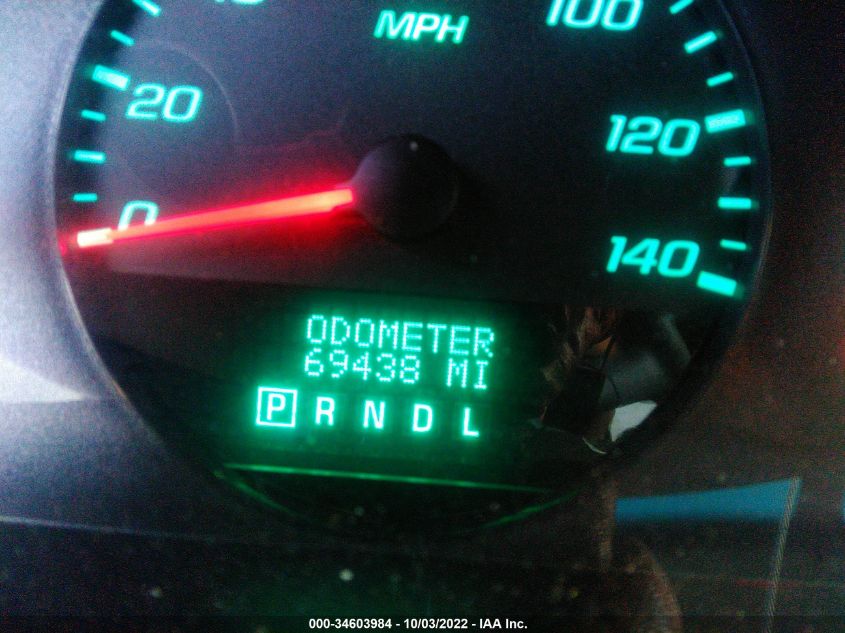 MPH
100
20
120
0
140
ODOMETER
69438 MI
P R N D L
000-34603984 - 10/03/2022 - IAA Inc.